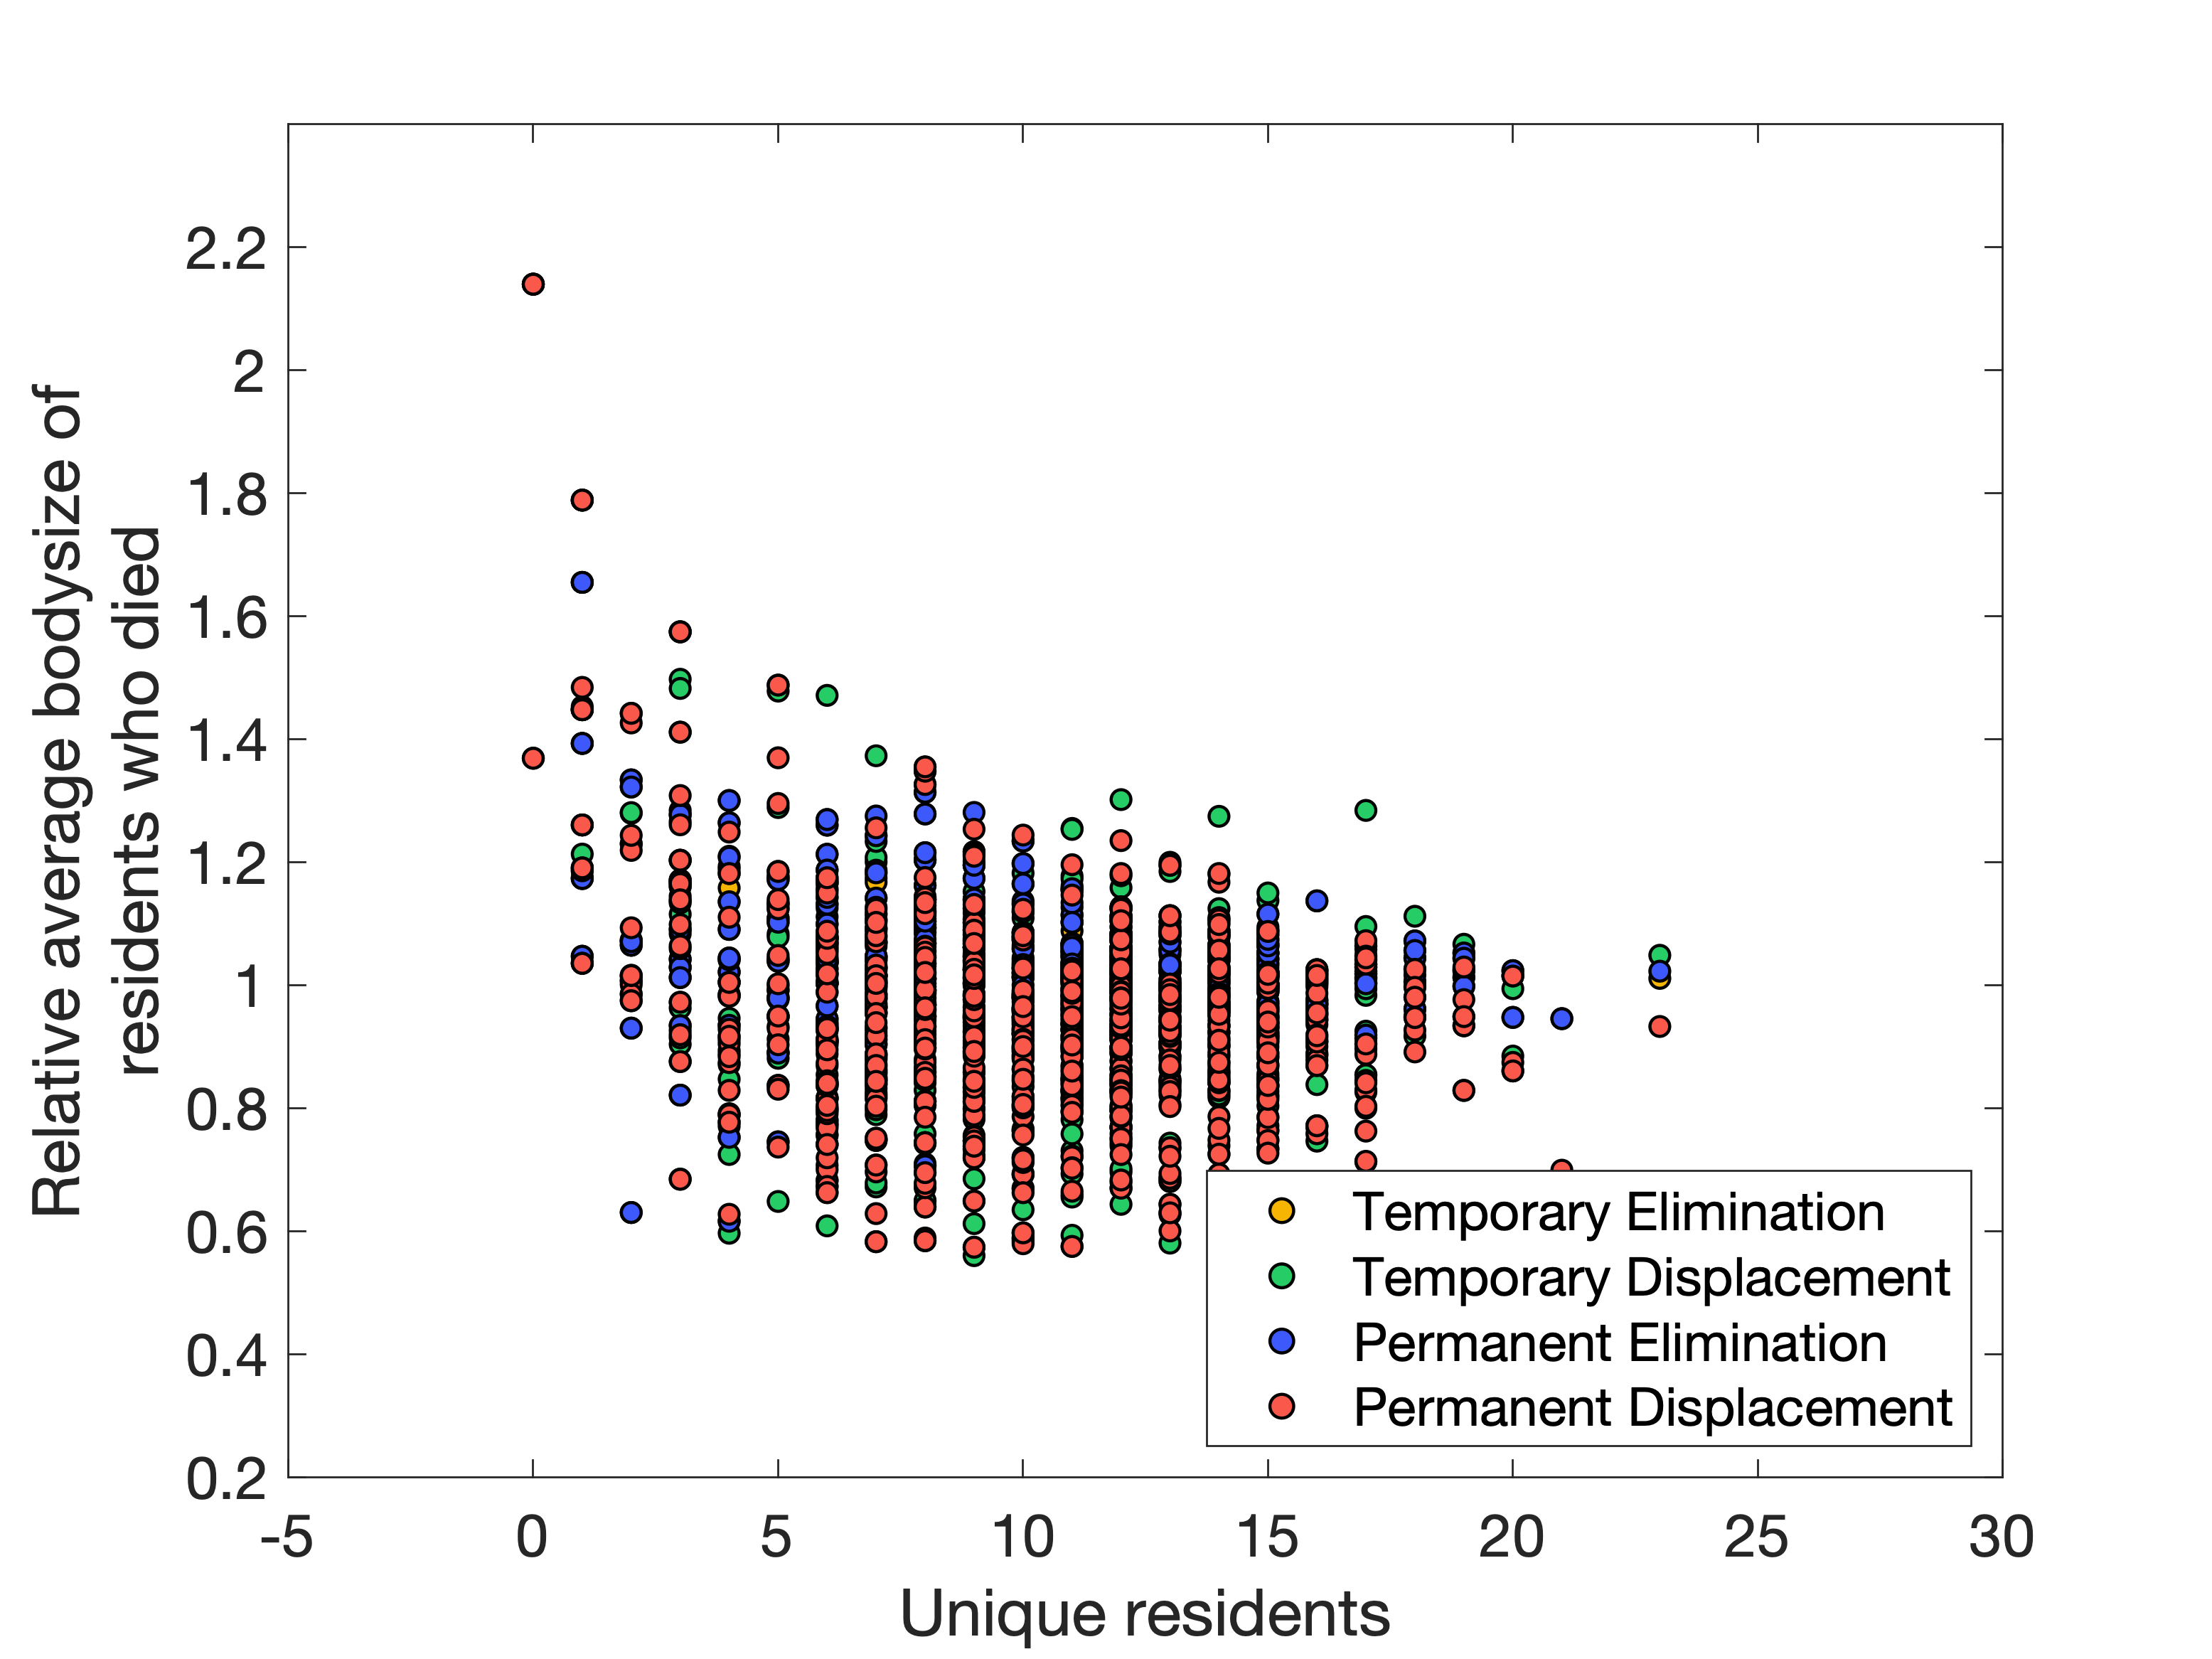 Relative average bodysize of
residents who died
2.2
2
1.8
1.6
1.4
1.2
1
0.8
0.6
0.4
0.2
-5 0 5 10 15 20 25 30
Unique residents
Temporary Elimination
Temporary Displacement
Permanent Elimination
Permanent Displacement